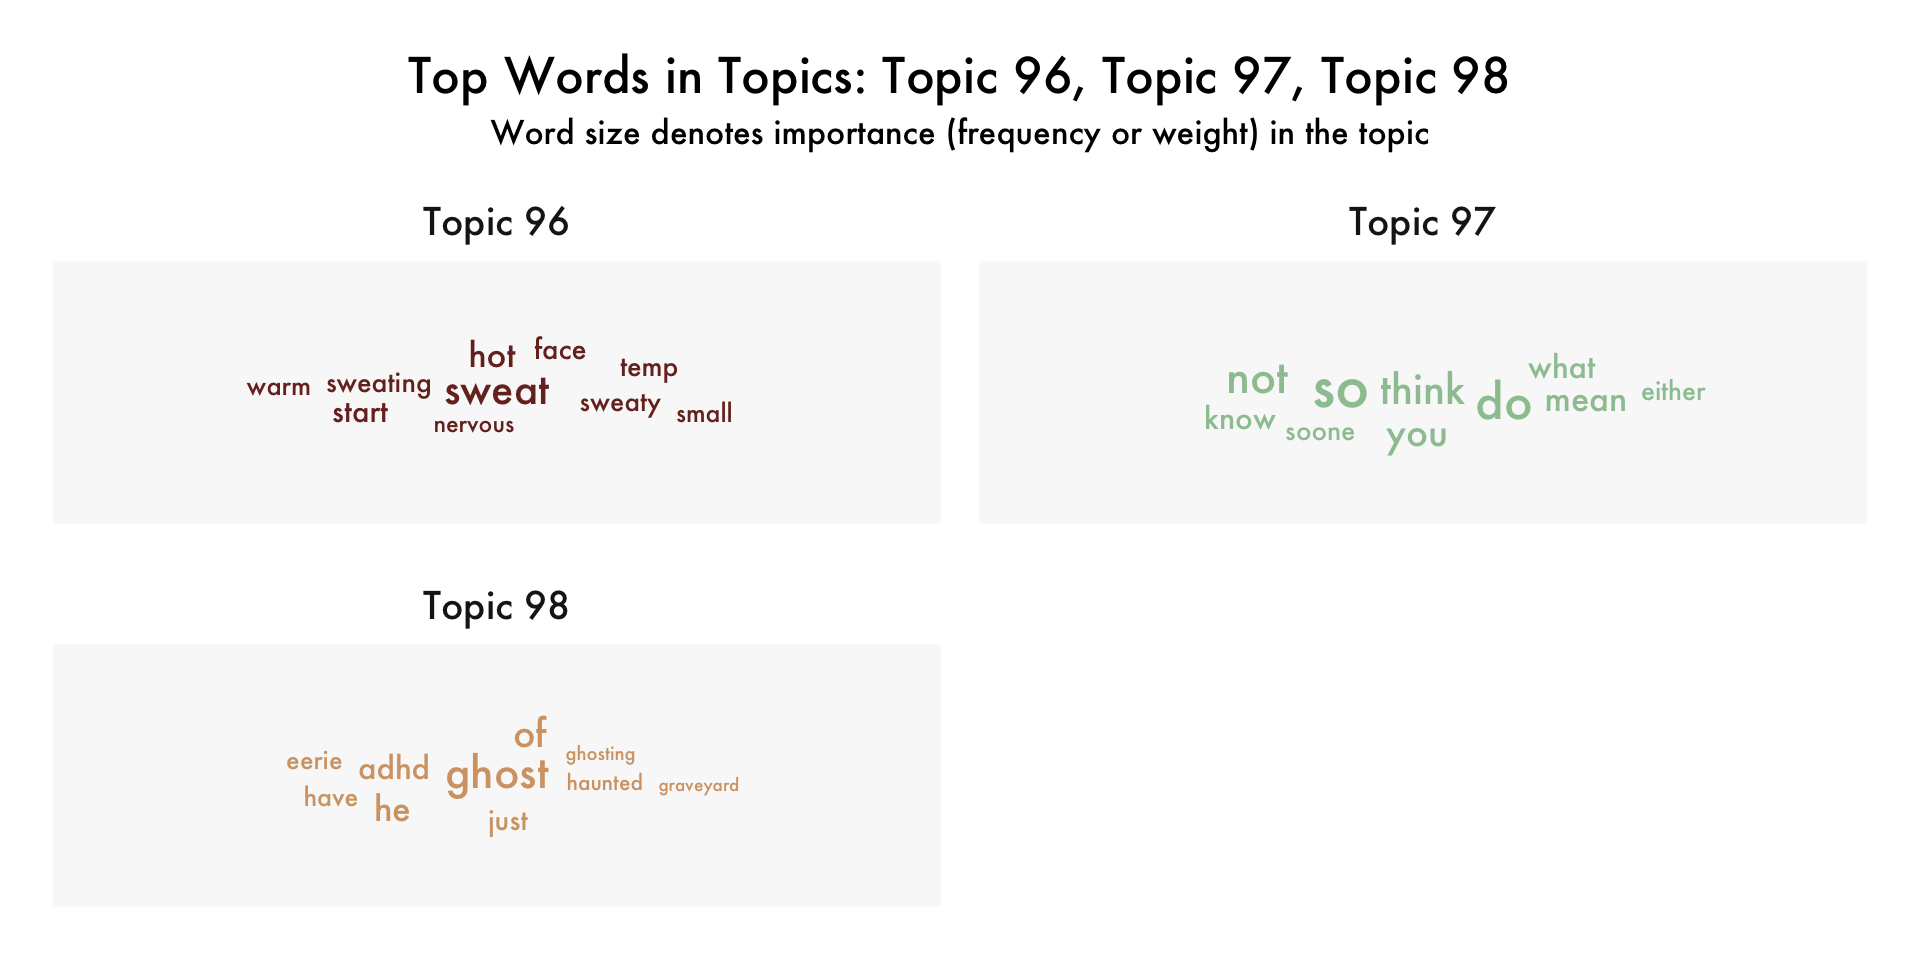 Top Words in Topics: Topic 96, Topic 97, Topic 98
Word size denotes importance (frequency or weight) in the topic
Topic 96
hot face
temp
warm sweating sweat
sweaty
start small
nervous
Topic 97
what
not so think do mean either
know soone you
Topic 98
of
eerie adhd ghost ghosting
haunted graveyard
have he
just